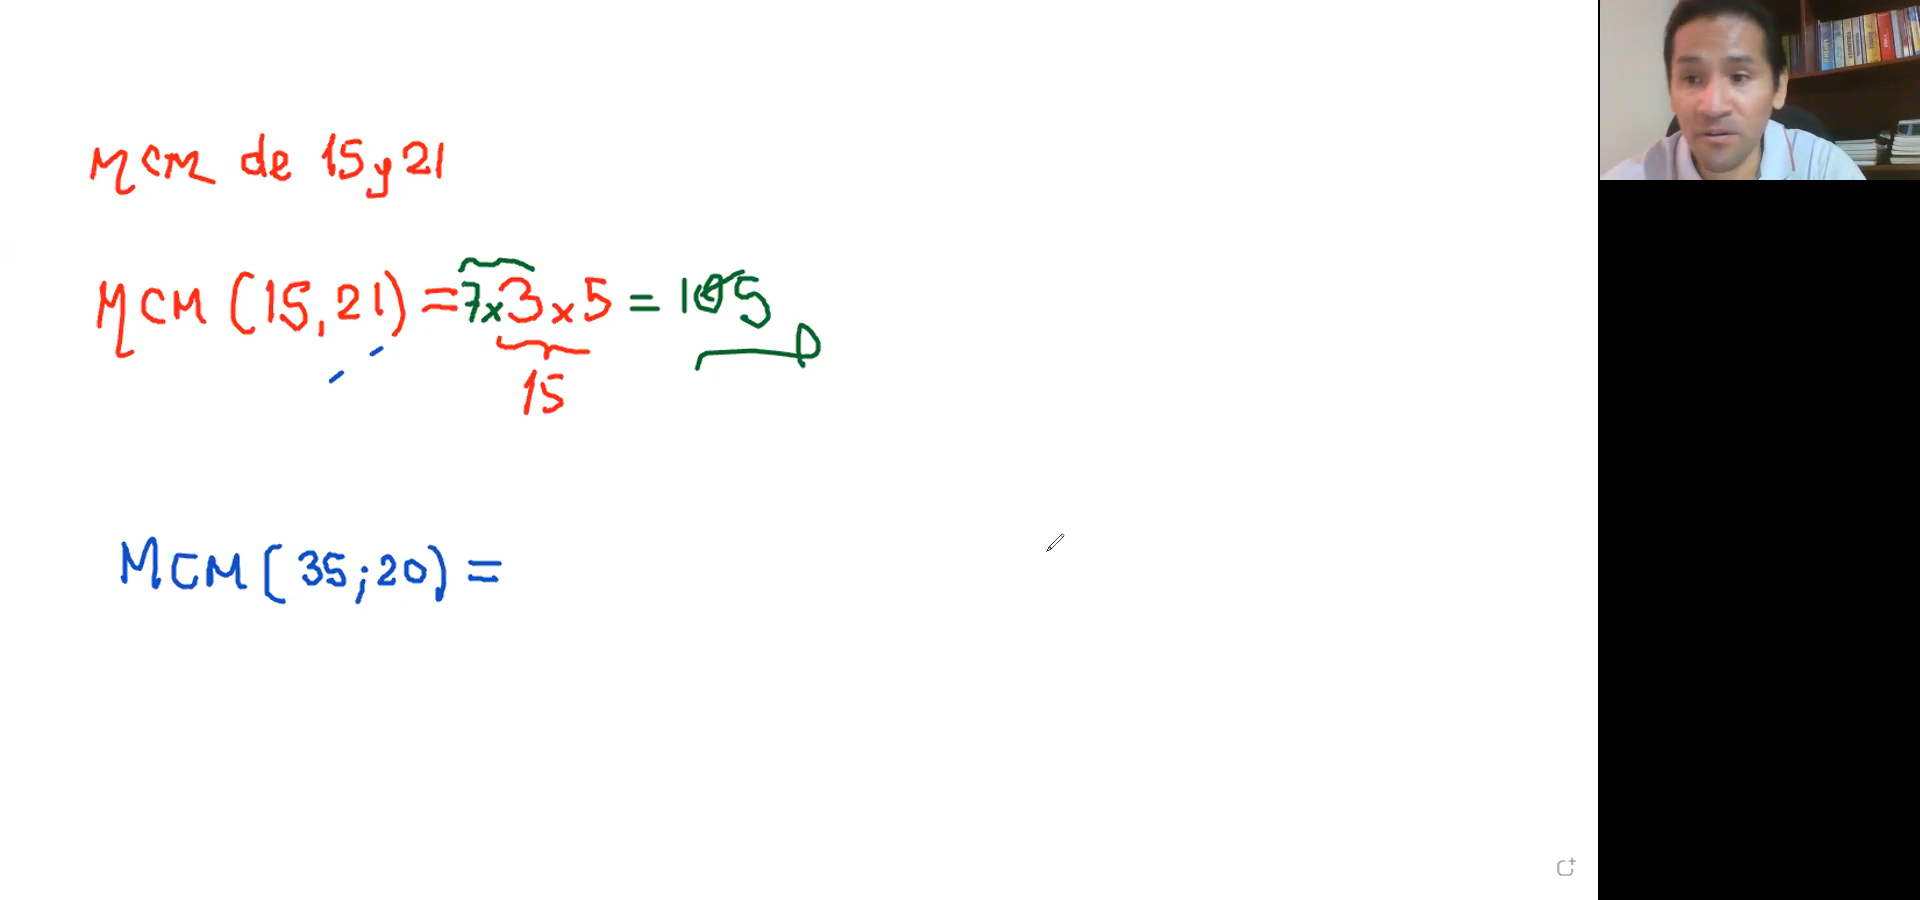 MCM de 15 y 21
MCM (15,21) = 7x3x5 = 105
15
MCM (35;20) =